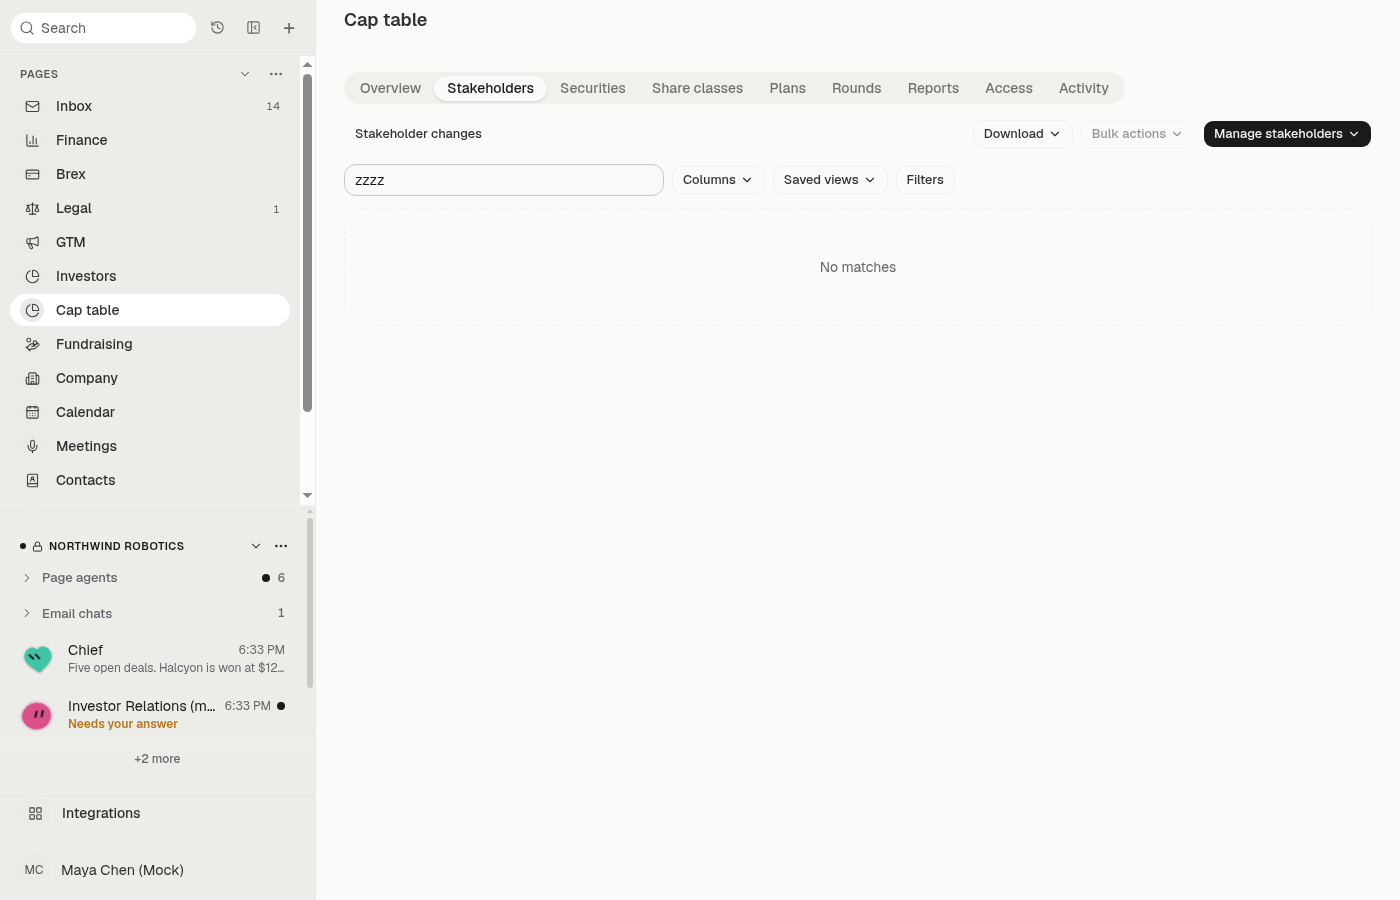 Search
PAGES
Inbox 14
Finance
Brex
Legal 1
GTM
Investors
Cap table
Fundraising
Company
Calendar
Meetings
Contacts
NORTHWIND ROBOTICS
Page agents 6
Email chats 1
Chief 6:33 PM
Five open deals. Halcyon is won at $12...
Investor Relations (m... 6:33 PM
Needs your answer
+2 more
Integrations
MC Maya Chen (Mock)
Cap table
Overview Stakeholders Securities Share classes Plans Rounds Reports Access Activity
Stakeholder changes Download Bulk actions Manage stakeholders
zzzz Columns Saved views Filters
No matches